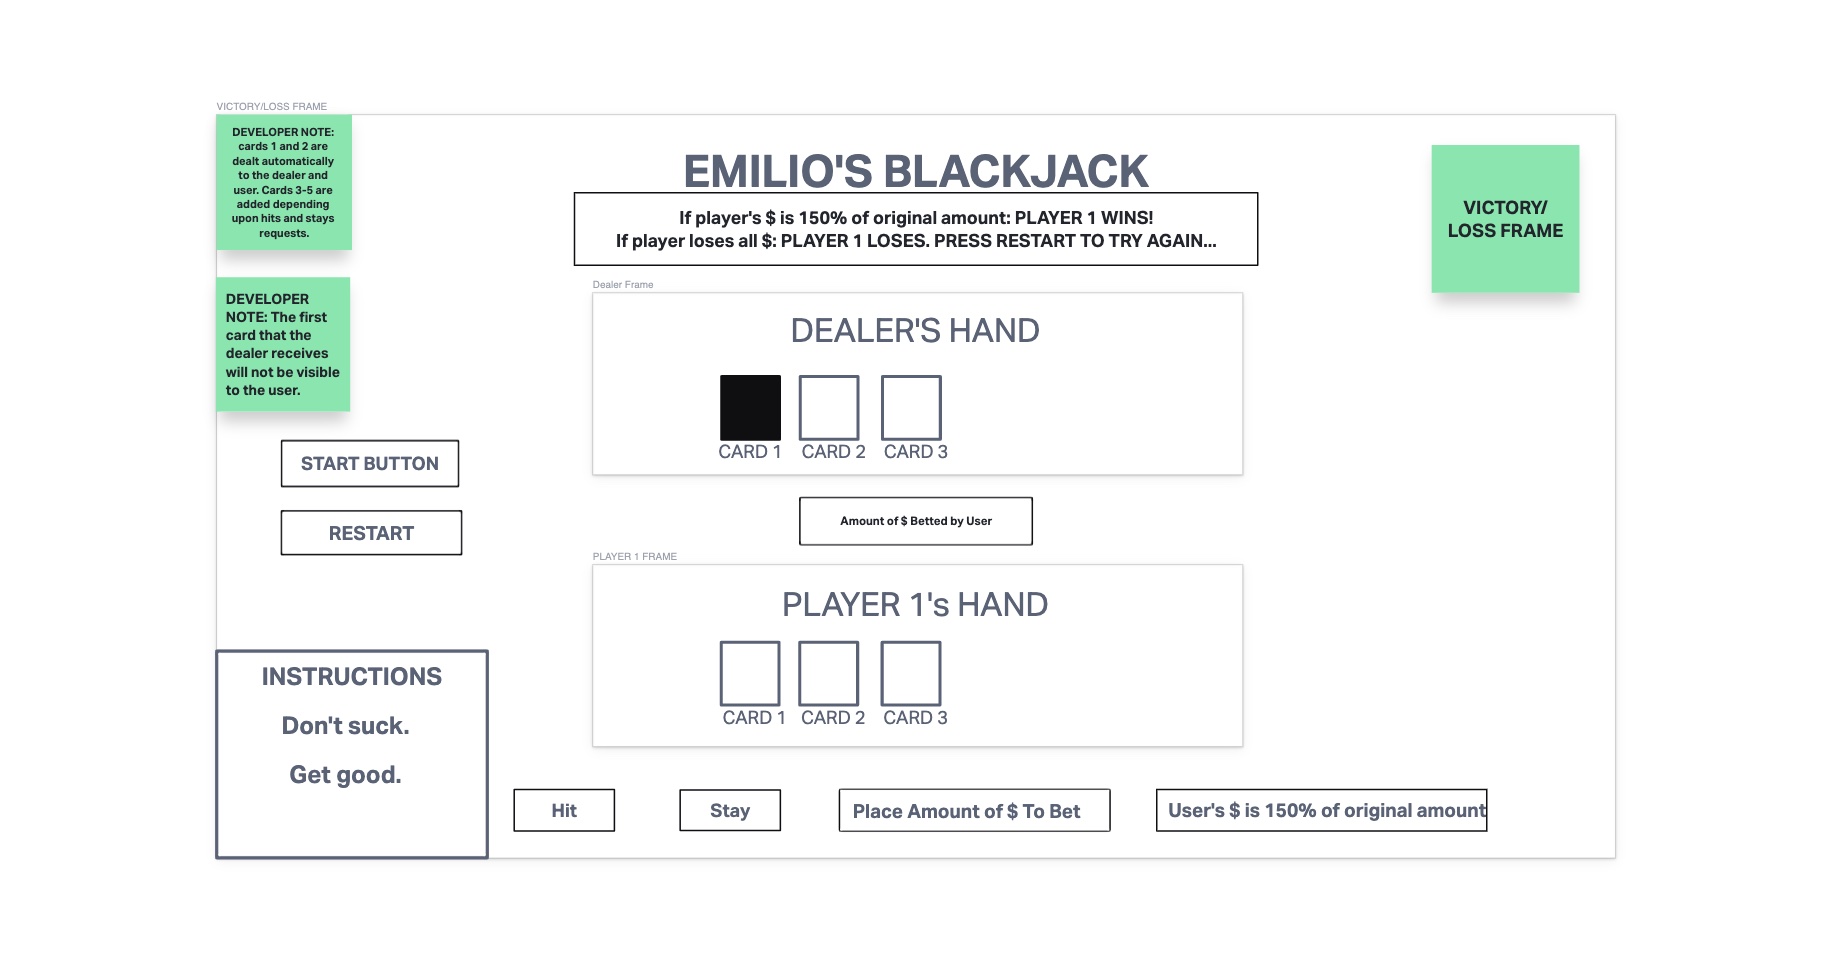 VICTORY/LOSS FRAME
DEVELOPER NOTE:
cards 1 and 2 are
dealt automatically
to the dealer and
user. Cards 3-5 are
added depending
upon hits and stays
requests.
DEVELOPER
NOTE: The first
card that the
dealer receives
will not be visible
to the user.
START BUTTON
RESTART
INSTRUCTIONS
Don't suck.
Get good.
EMILIO'S BLACKJACK
If player's $ is 150% of original amount: PLAYER 1 WINS!
If player loses all $: PLAYER 1 LOSES. PRESS RESTART TO TRY AGAIN...
VICTORY/
LOSS FRAME
Dealer Frame
DEALER'S HAND
CARD 1 CARD 2 CARD 3
Amount of $ Betted by User
PLAYER 1 FRAME
PLAYER 1's HAND
CARD 1 CARD 2 CARD 3
Hit Stay Place Amount of $ To Bet User's $ is 150% of original amount